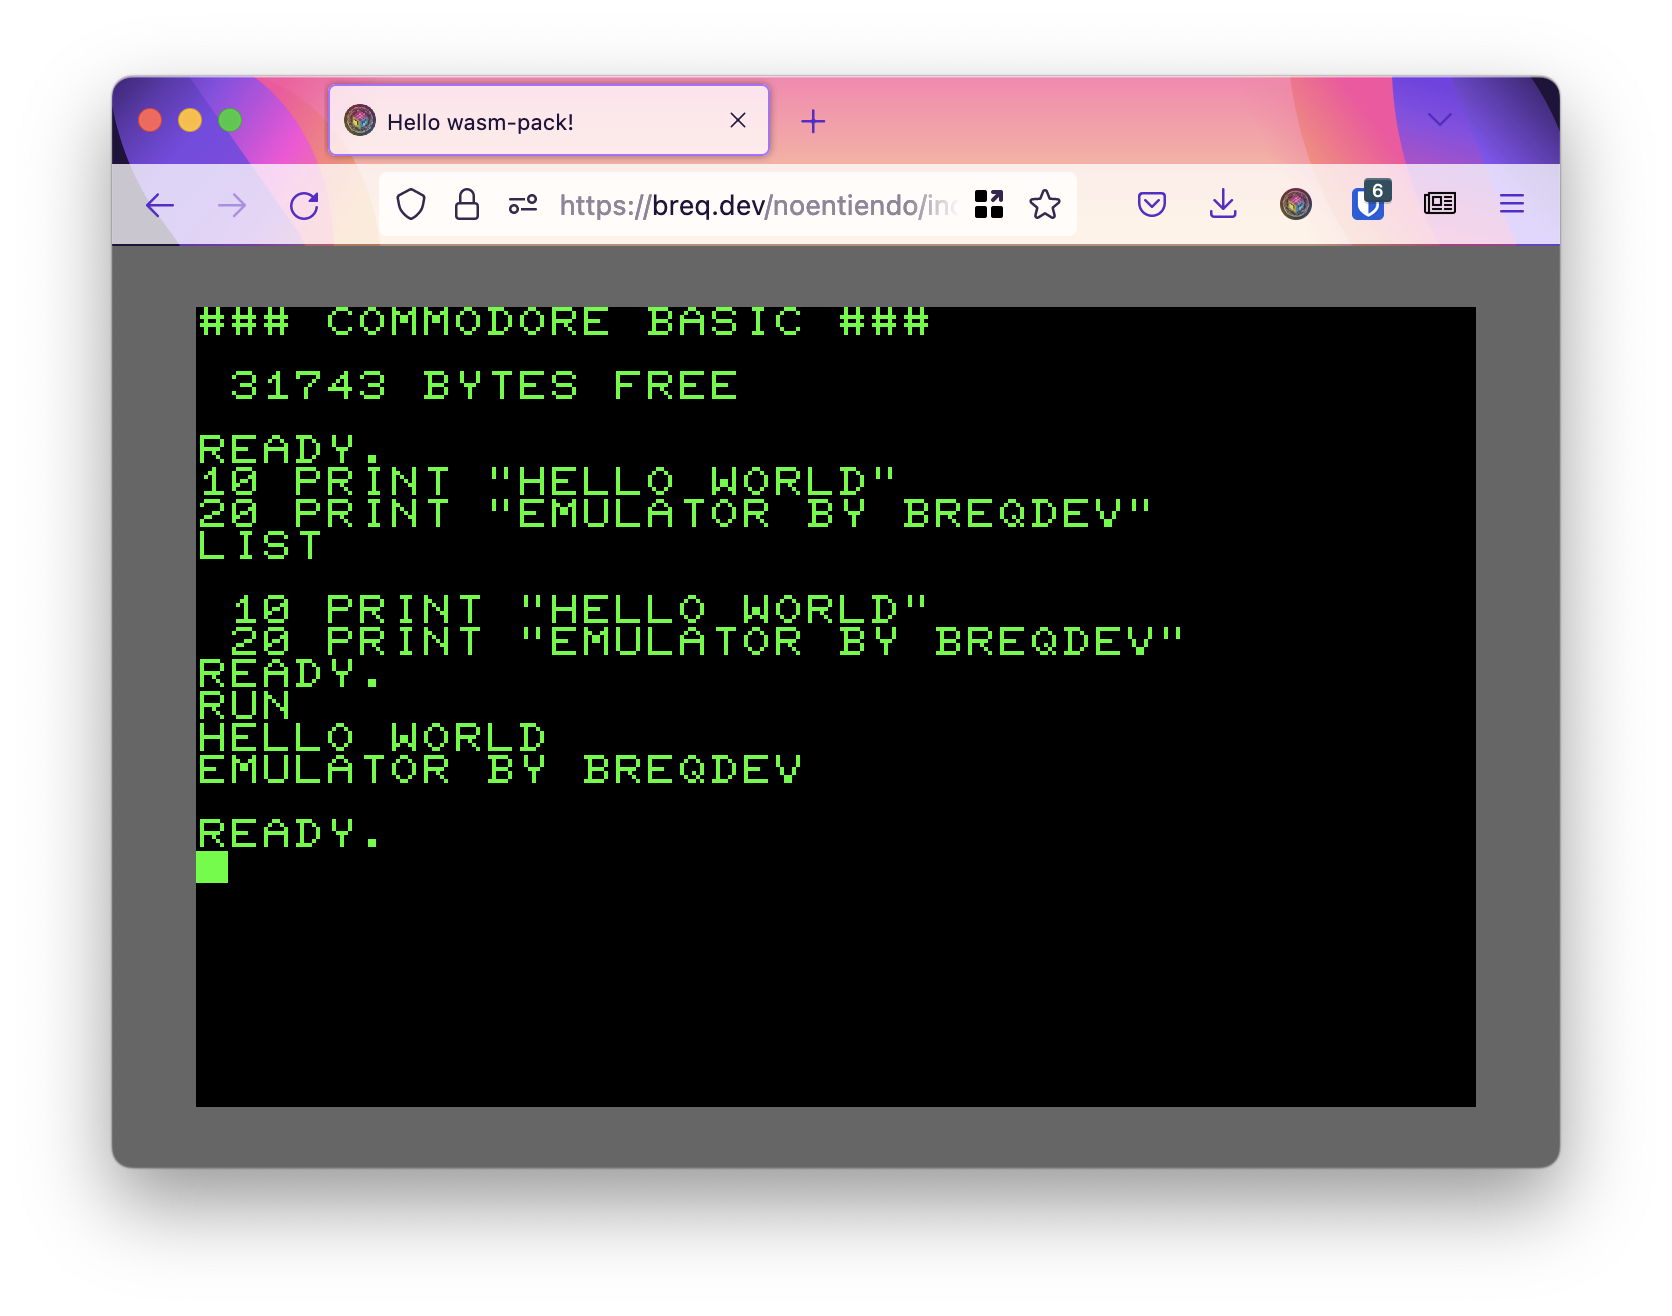 Hello wasm-pack!
https://breq.dev/noentiendo/in
6
### COMMODORE BASIC ###
31743 BYTES FREE
READY.
10 PRINT "HELLO WORLD"
20 PRINT "EMULATOR BY BREQDEV"
LIST
10 PRINT "HELLO WORLD"
20 PRINT "EMULATOR BY BREQDEV"
READY.
RUN
HELLO WORLD
EMULATOR BY BREQDEV
READY.